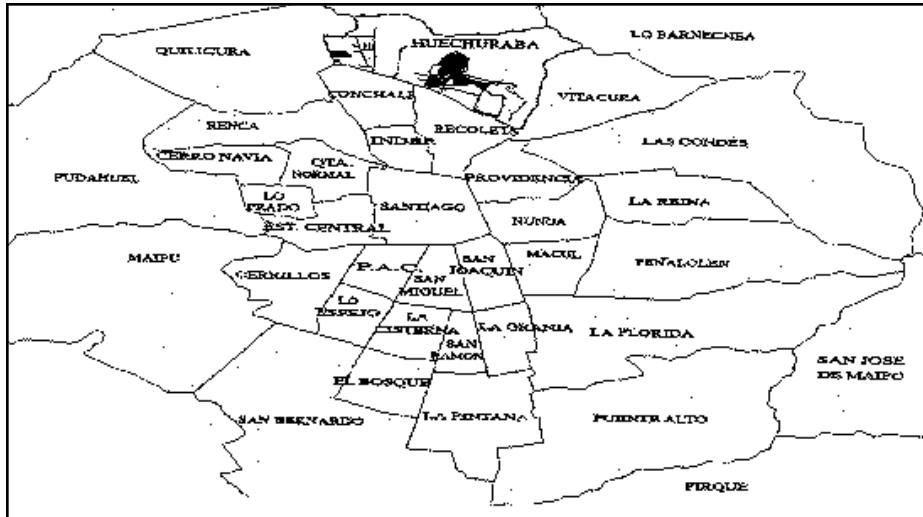 LO BARNECHEA
QUILICURA
HUECHURABA
CONCHALI
VITACURA
RENCA
RECOLETA
INDEP.
LAS CONDES
CERRO NAVIA
QTA.
NORMAL
PUDAHUEL
PROVIDENCIA
LO
PRADO
SANTIAGO
LA REINA
EST. CENTRAL
NUNOA
MAIPU
MACUL
PEÑALOLEN
CERRILLOS
P.A.C.
SAN
JOAQUIN
SAN
MIGUEL
LO
ESPEJO
LA
CISTERNA
LA GRANJA
LA FLORIDA
SAN
RAMON
SAN JOSE
DE MAIPO
EL BOSQUE
SAN BERNARDO
LA PINTANA
PUENTE ALTO
PIRQUE